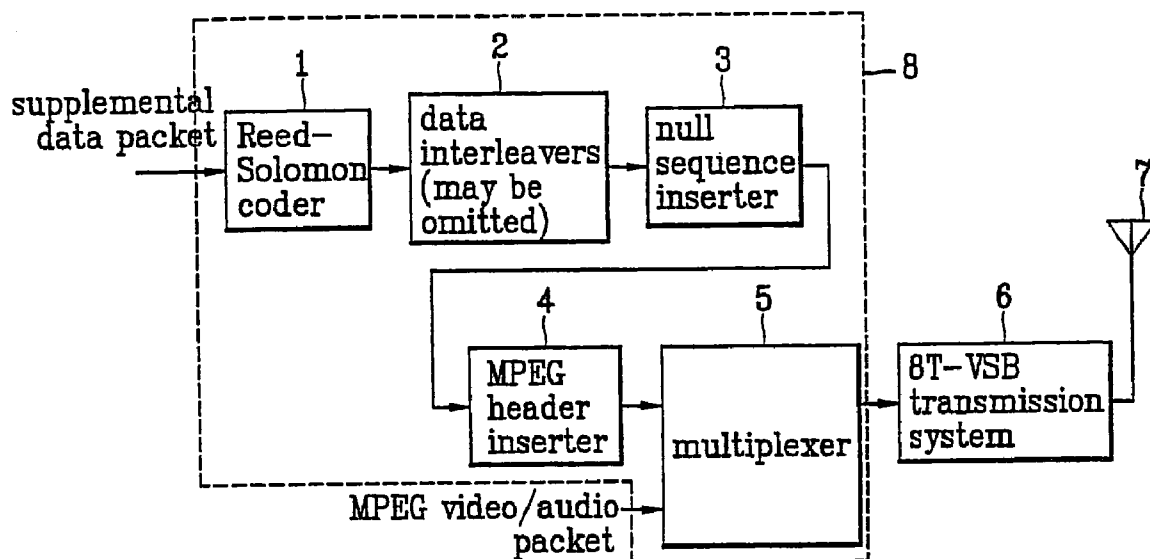 1
2
3
8
supplemental
data packet
Reed-
Solomon
coder
data
interleavers
(may be
omitted)
null
sequence
inserter
7
4
5
6
MPEG
header
inserter
multiplexer
8T-VSB
transmission
system
MPEG video/audio
packet